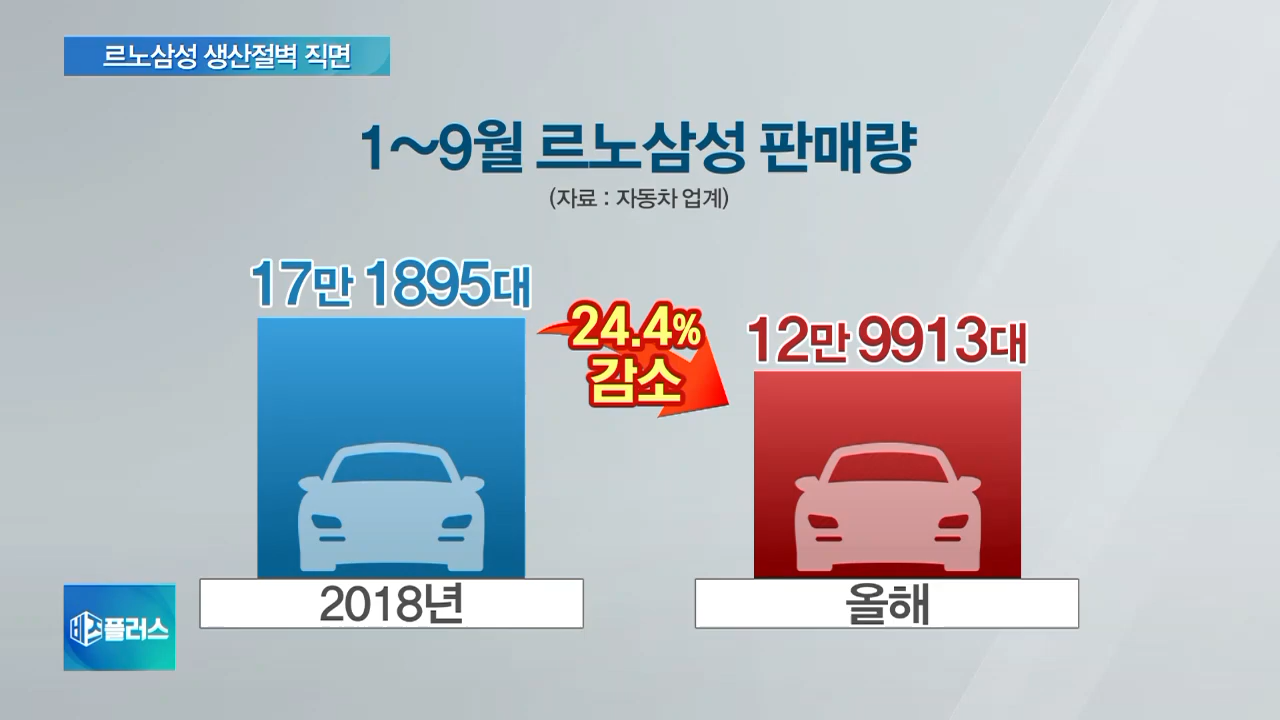 르노삼성 생산절벽 직면
1~9월 르노삼성 판매량
(자료 : 자동차 업계)
17만 1895대
24.4%
감소
12만 9913대
2018년
올해
비즈플러스